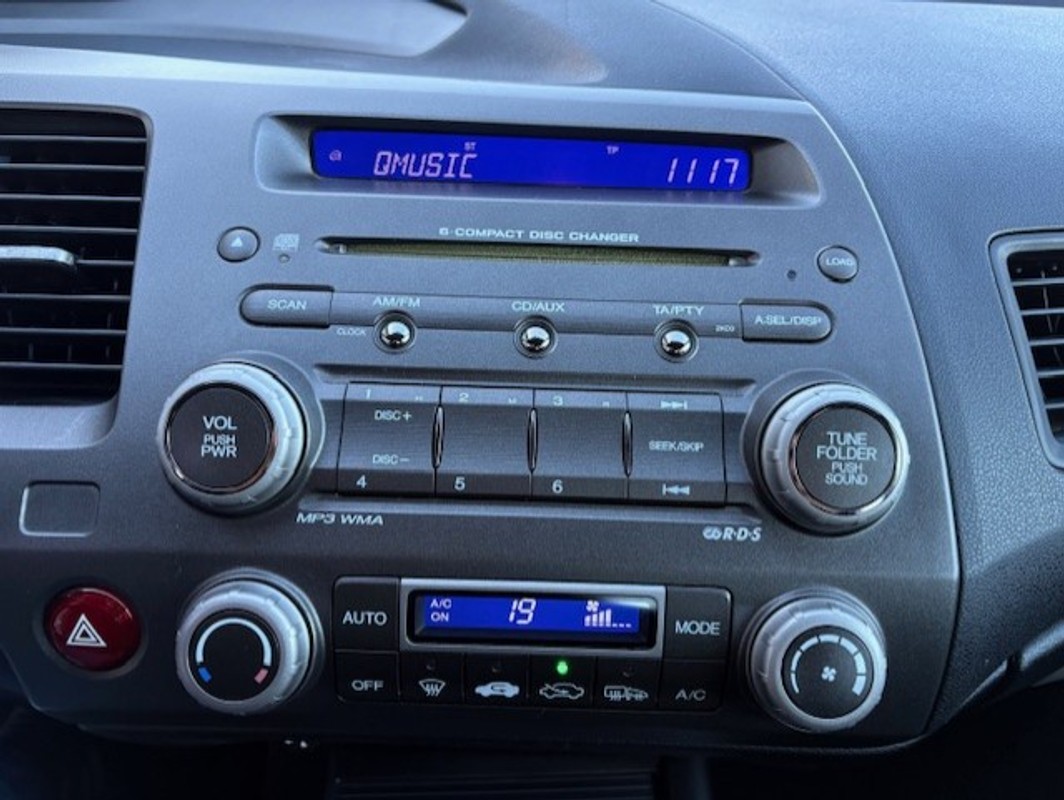 ST TP
QMUSIC 1117
6-COMPACT DISC CHANGER
LOAD
SCAN AM/FM CD/AUX TA/PTY A.SEL/DISP
CLOCK
VOL
PUSH
PWR
1 2 3
DISC+
SEEK/SKIP
DISC-
4 5 6
TUNE
FOLDER
PUSH
SOUND
MP3 WMA R·D·S
AUTO A/C
ON 19 MODE
OFF A/C